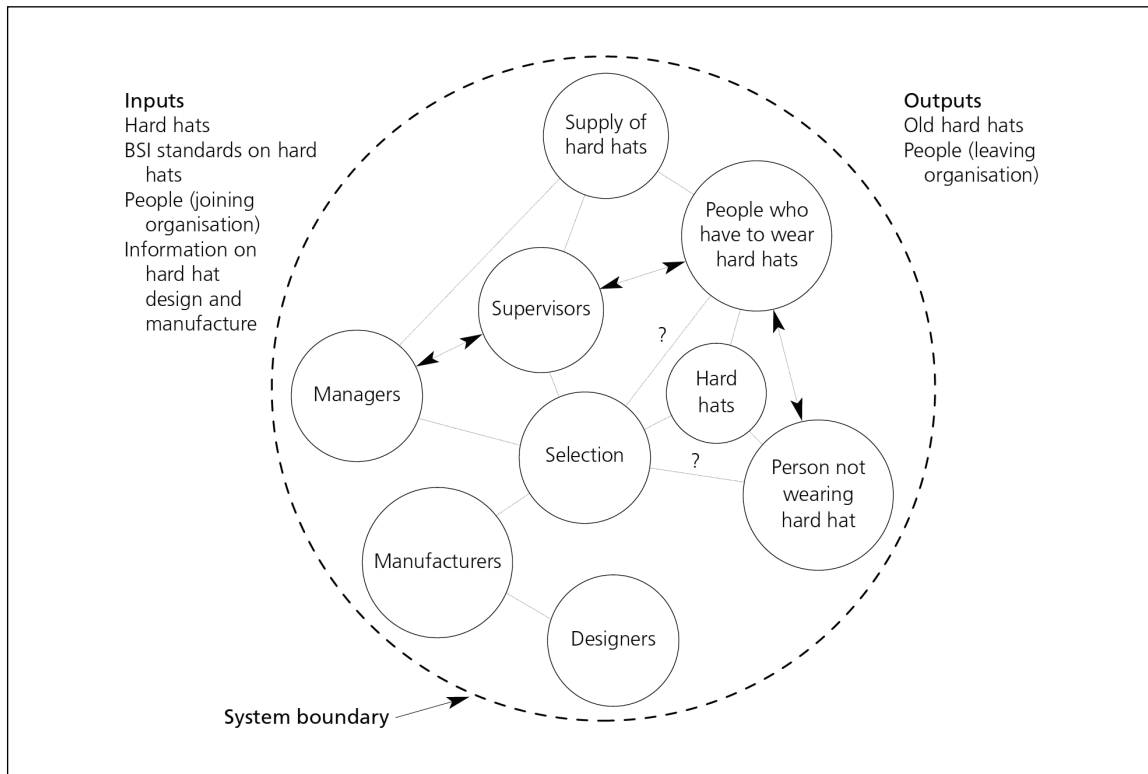 Inputs
Hard hats
BSI standards on hard
hats
People (joining
organisation)
Information on
hard hat
design and
manufacture
Outputs
Old hard hats
People (leaving
organisation)
Supply of
hard hats
People who
have to wear
hard hats
Supervisors
?
Managers
Hard
hats
Selection
?
Person not
wearing
hard hat
Manufacturers
Designers
System boundary